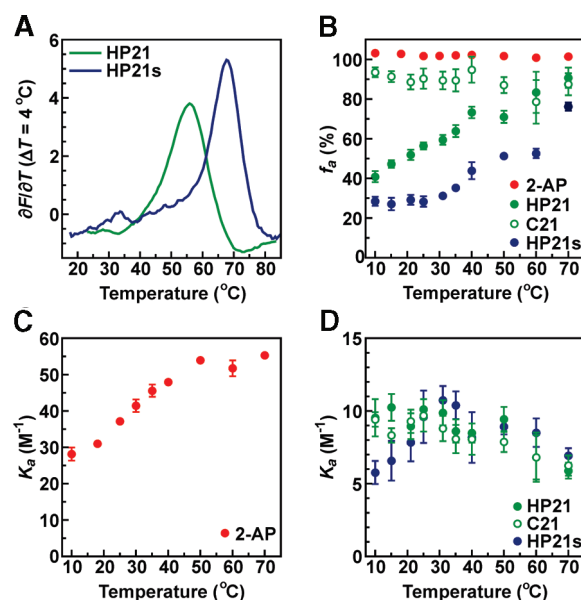 A
HP21
HP21s
∂F/∂T (ΔT = 4 °C)
6
4
2
0
20 30 40 50 60 70 80
Temperature (°C)
B
fa (%)
100
80
60
40
20
0
2-AP
HP21
C21
HP21s
10 20 30 40 50 60 70
Temperature (°C)
C
Ka (M⁻¹)
60
50
40
30
20
10
0
2-AP
10 20 30 40 50 60 70
Temperature (°C)
D
Ka (M⁻¹)
15
10
5
0
HP21
C21
HP21s
10 20 30 40 50 60 70
Temperature (°C)